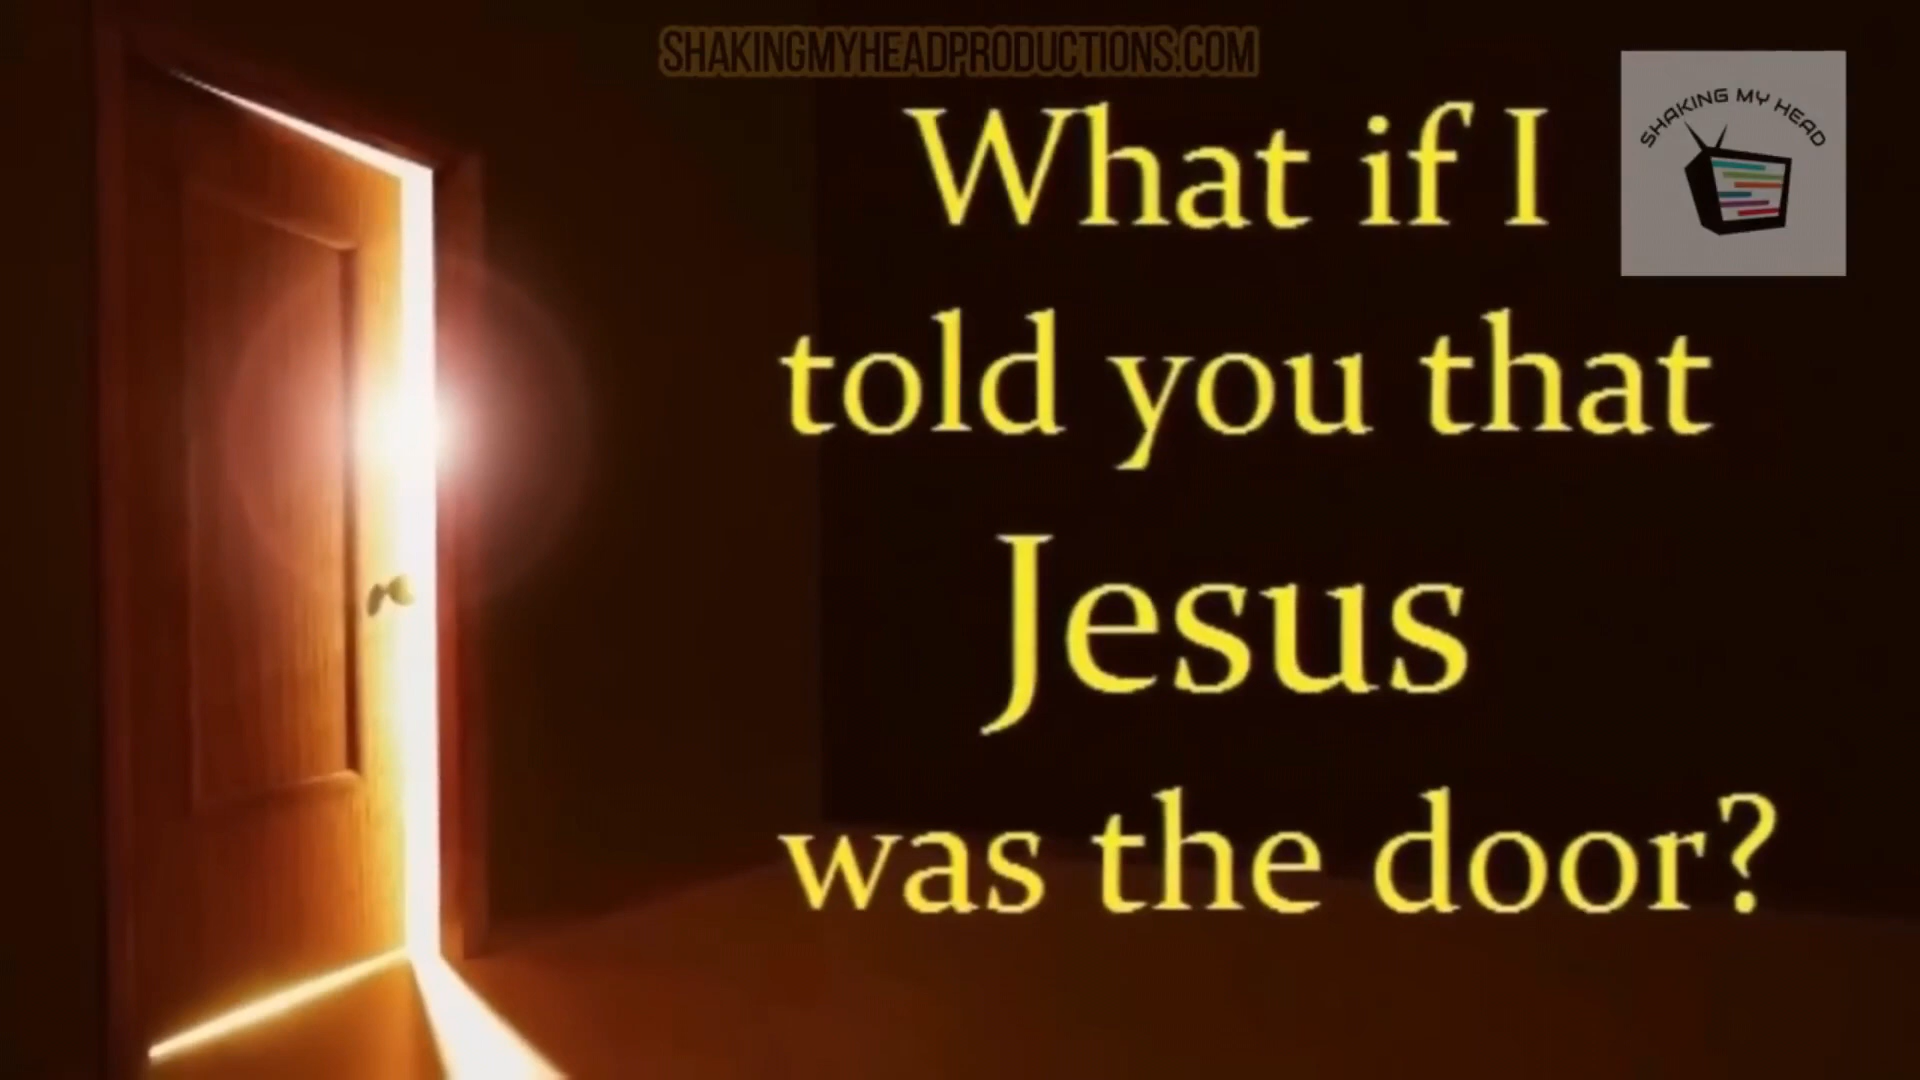 SHAKINGMYHEADPRODUCTIONS.COM
SHAKING MY HEAD
What if I
told you that
Jesus
was the door?